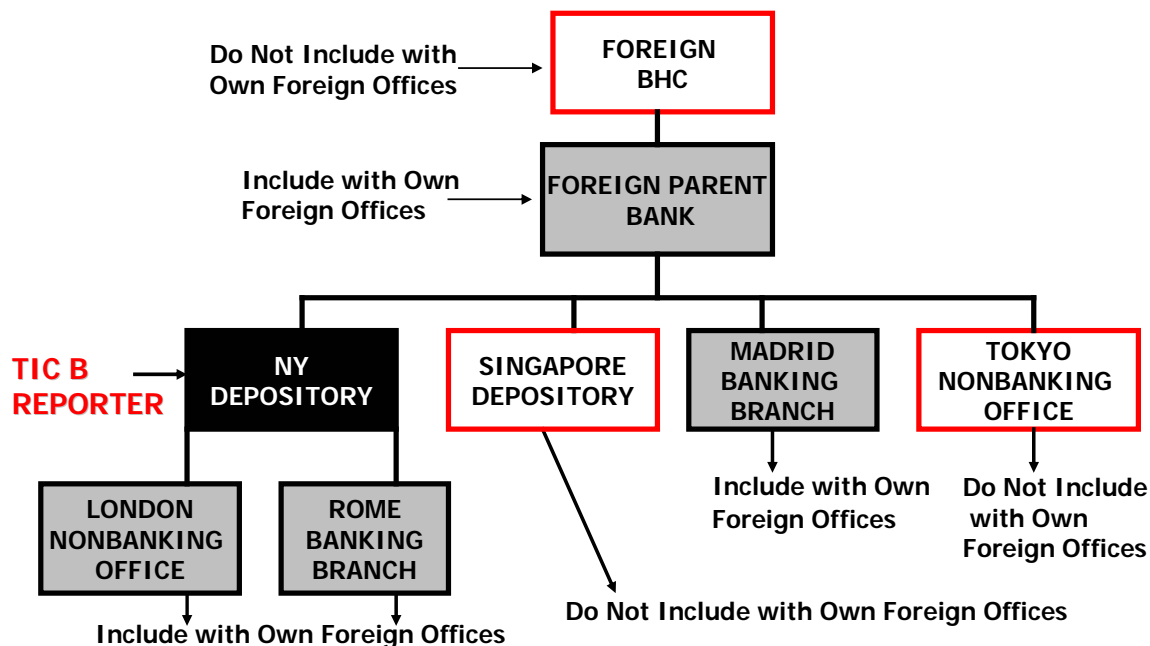 Do Not Include with
Own Foreign Offices
FOREIGN
BHC
Include with Own
Foreign Offices
FOREIGN PARENT
BANK
TIC B
REPORTER
NY
DEPOSITORY
SINGAPORE
DEPOSITORY
MADRID
BANKING
BRANCH
TOKYO
NONBANKING
OFFICE
LONDON
NONBANKING
OFFICE
ROME
BANKING
BRANCH
Include with Own
Foreign Offices
Do Not Include
with Own
Foreign Offices
Do Not Include with Own Foreign Offices
Include with Own Foreign Offices